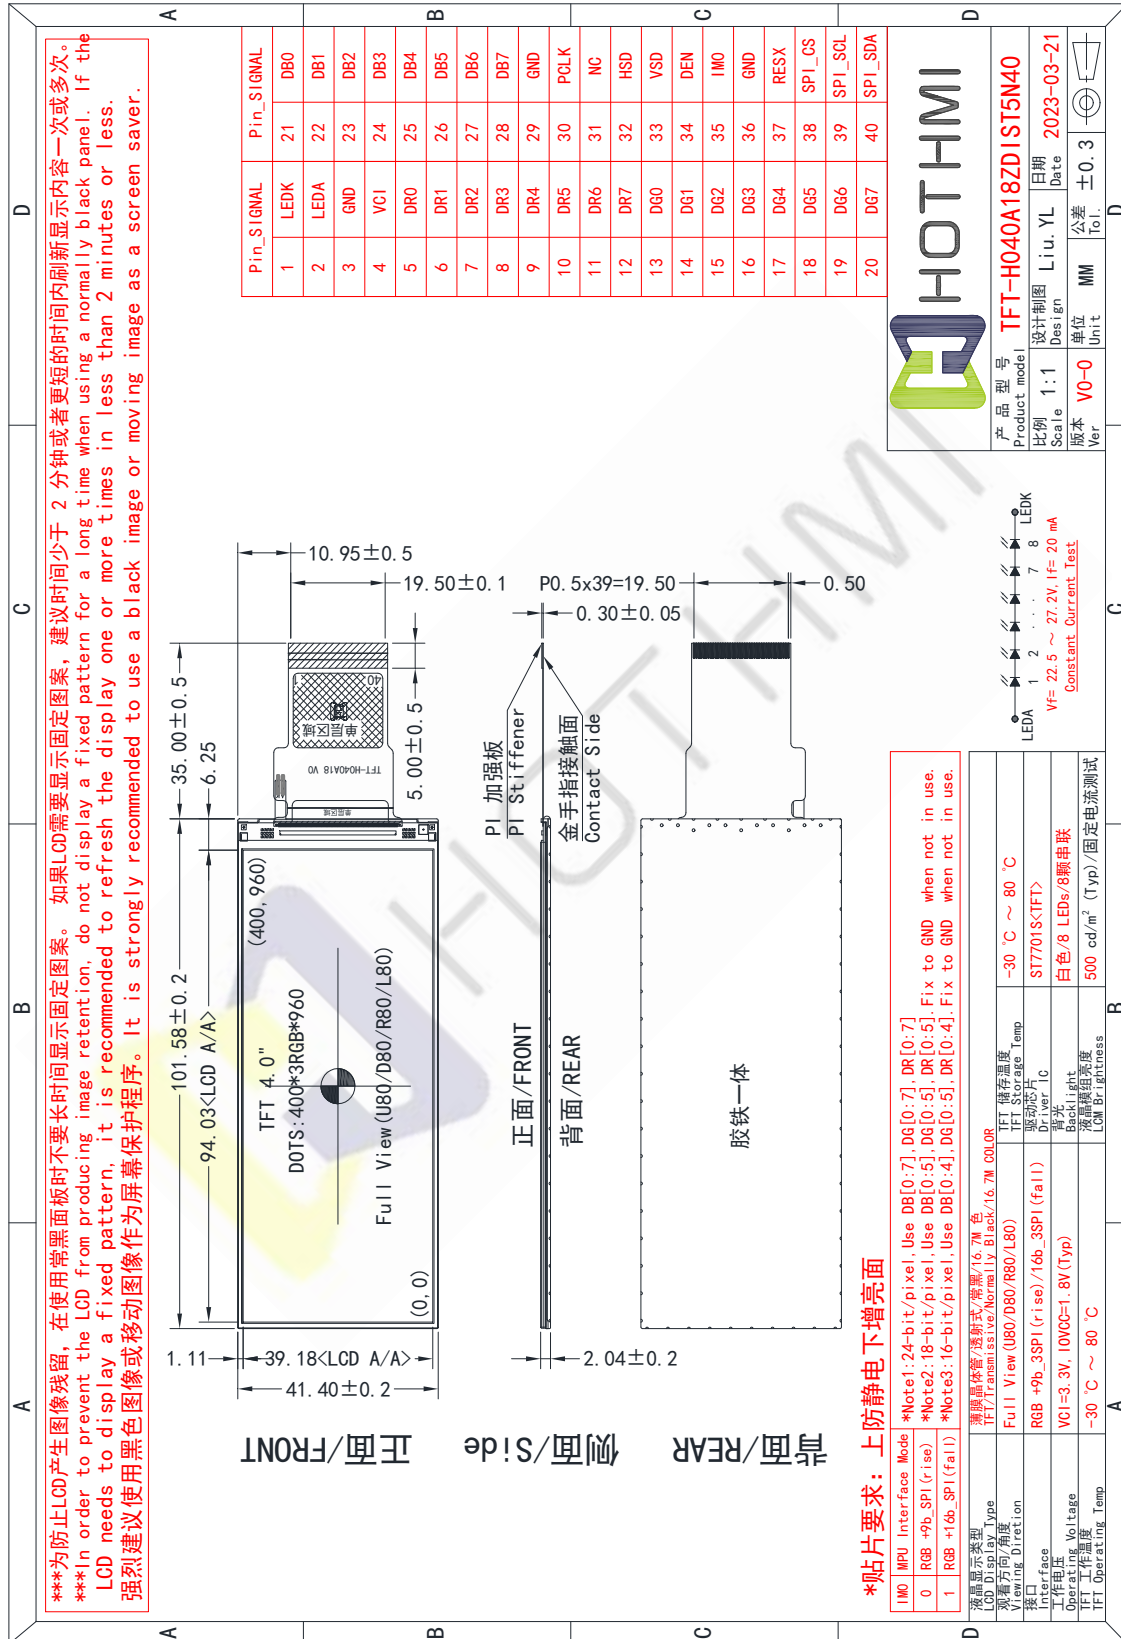 ***为防止LCD产生图像残留，在使用常黑面板时不要长时间显示固定图案。 如果LCD需要显示固定图案，建议时间少于 2 分钟或者更短的时间内刷新显示内容一次或多次。
***In order to prevent the LCD from producing image retention, do not display a fixed pattern for a long time when using a normally black panel. If the
LCD needs to display a fixed pattern, it is recommended to refresh the display one or more times in less than 2 minutes or less.
强烈建议使用黑色图像或移动图像作为屏幕保护程序。 It is strongly recommended to use a black image or moving image as a screen saver.
A B C D
A B C D
A B C D
A B C D
Pin_SIGNAL Pin_SIGNAL
1 LEDK 21 DB0
2 LEDA 22 DB1
3 GND 23 DB2
4 VCI 24 DB3
5 DR0 25 DB4
6 DR1 26 DB5
7 DR2 27 DB6
8 DR3 28 DB7
9 DR4 29 GND
10 DR5 30 PCLK
11 DR6 31 NC
12 DR7 32 HSD
13 DG0 33 VSD
14 DG1 34 DEN
15 DG2 35 IM0
16 DG3 36 GND
17 DG4 37 RESX
18 DG5 38 SPI_CS
19 DG6 39 SPI_SCL
20 DG7 40 SPI_SDA
101.58±0.2
35.00±0.5
94.03<LCD A/A>
6.25
10.95±0.5
19.50±0.1
5.00±0.5
1.11
39.18<LCD A/A>
41.40±0.2
TFT 4.0"
DOTS:400*3RGB*960
Full View(U80/D80/R80/L80)
(400, 960)
(0, 0)
单层区域
TFT-H040A18 V0
单层区域
1
40
正面/FRONT
侧面/Side
背面/REAR
正面/FRONT
背面/REAR
2.04±0.2
PI 加强板
PI Stiffener
金手指接触面
Contact Side
0.30±0.05
P0.5x39=19.50
0.50
胶铁一体
HOTHMI
*贴片要求: 上防静电下增亮面
IM0 MPU Interface Mode
0 RGB +9b_SPI(rise)
1 RGB +16b_SPI(fall)
*Note1:24-bit/pixel,Use DB[0:7],DG[0:7],DR[0:7]
*Note2:18-bit/pixel,Use DB[0:5],DG[0:5],DR[0:5].Fix to GND when not in use.
*Note3:16-bit/pixel,Use DB[0:4],DG[0:5],DR[0:4].Fix to GND when not in use.
液晶显示类型
LCD Display Type
薄膜晶体管/透射式/常黑/16.7M 色
TFT/Transmissive/Normally Black/16.7M COLOR
观看方向/角度
Viewing Diretion
Full View(U80/D80/R80/L80)
接口
Interface
RGB +9b_3SPI(rise)/16b_3SPI(fall)
工作电压
Operating Voltage
VCI=3.3V, IOVCC=1.8V(Typ)
TFT 工作温度
TFT Operating Temp
-30 ℃ ~ 80 ℃
TFT 储存温度
TFT Storage Temp
-30 ℃ ~ 80 ℃
驱动芯片
Driver IC
ST7701S<TFT>
背光
Backlight
白色/8 LEDs/8颗串联
液晶模组亮度
LCM Brightness
500 cd/m² (Typ)/固定电流测试
LEDA 1 2 . . . 7 8 LEDK
Vf= 22.5 ~ 27.2V,If= 20 mA
Constant Current Test
HOTHMI
产 品 型 号
Product model
TFT-H040A18ZDIST5N40
比例
Scale
1:1
设计制图
Design
Liu.YL
日期
Date
2023-03-21
版本
Ver
V0-0
单位
Unit
MM
公差
Tol.
±0.3